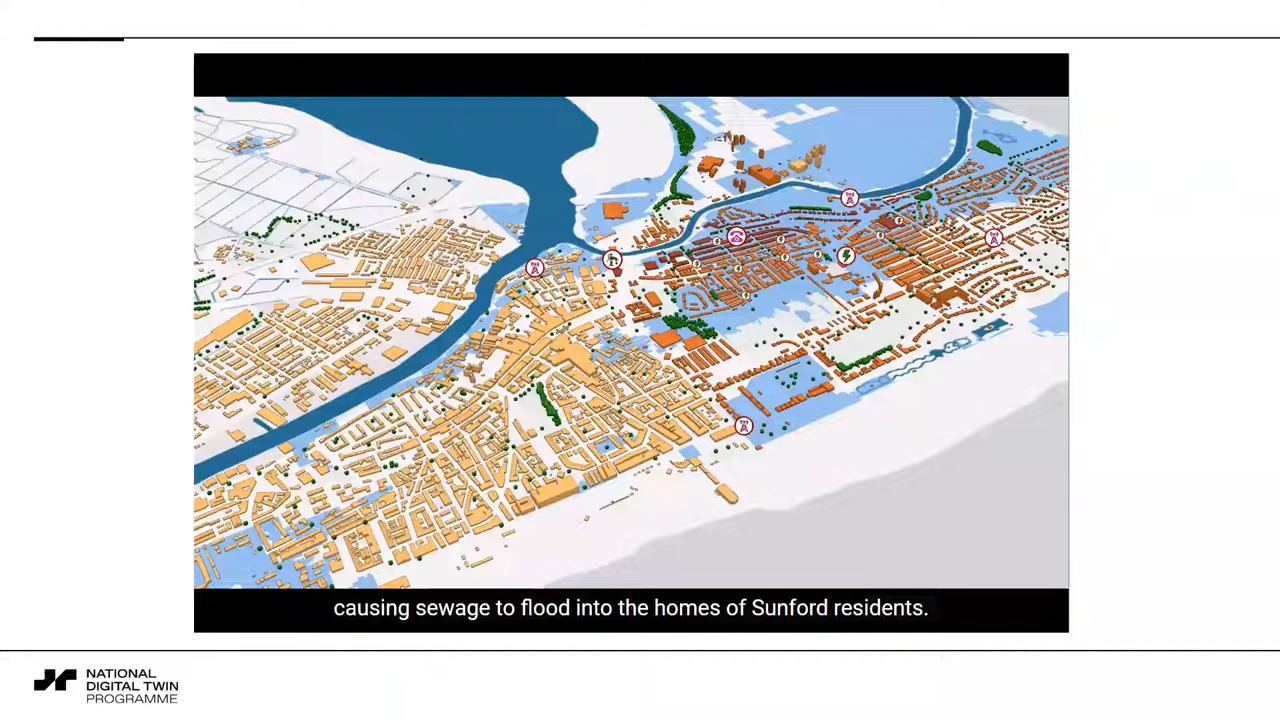 causing sewage to flood into the homes of Sunford residents.
NATIONAL
DIGITAL TWIN
PROGRAMME